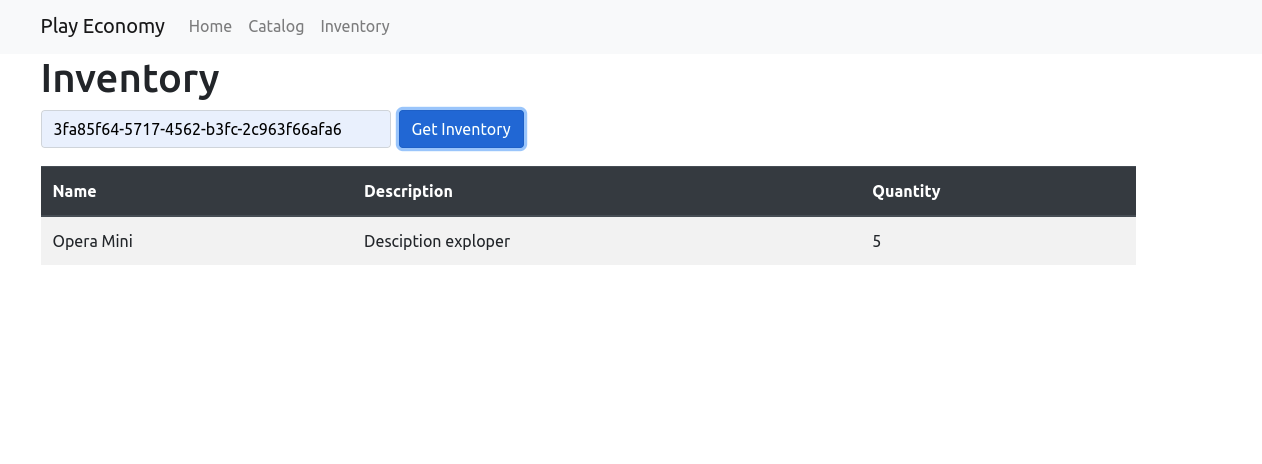 Play Economy Home Catalog Inventory
Inventory
3fa85f64-5717-4562-b3fc-2c963f66afa6 Get Inventory
Name Description Quantity
Opera Mini Desciption exploper 5